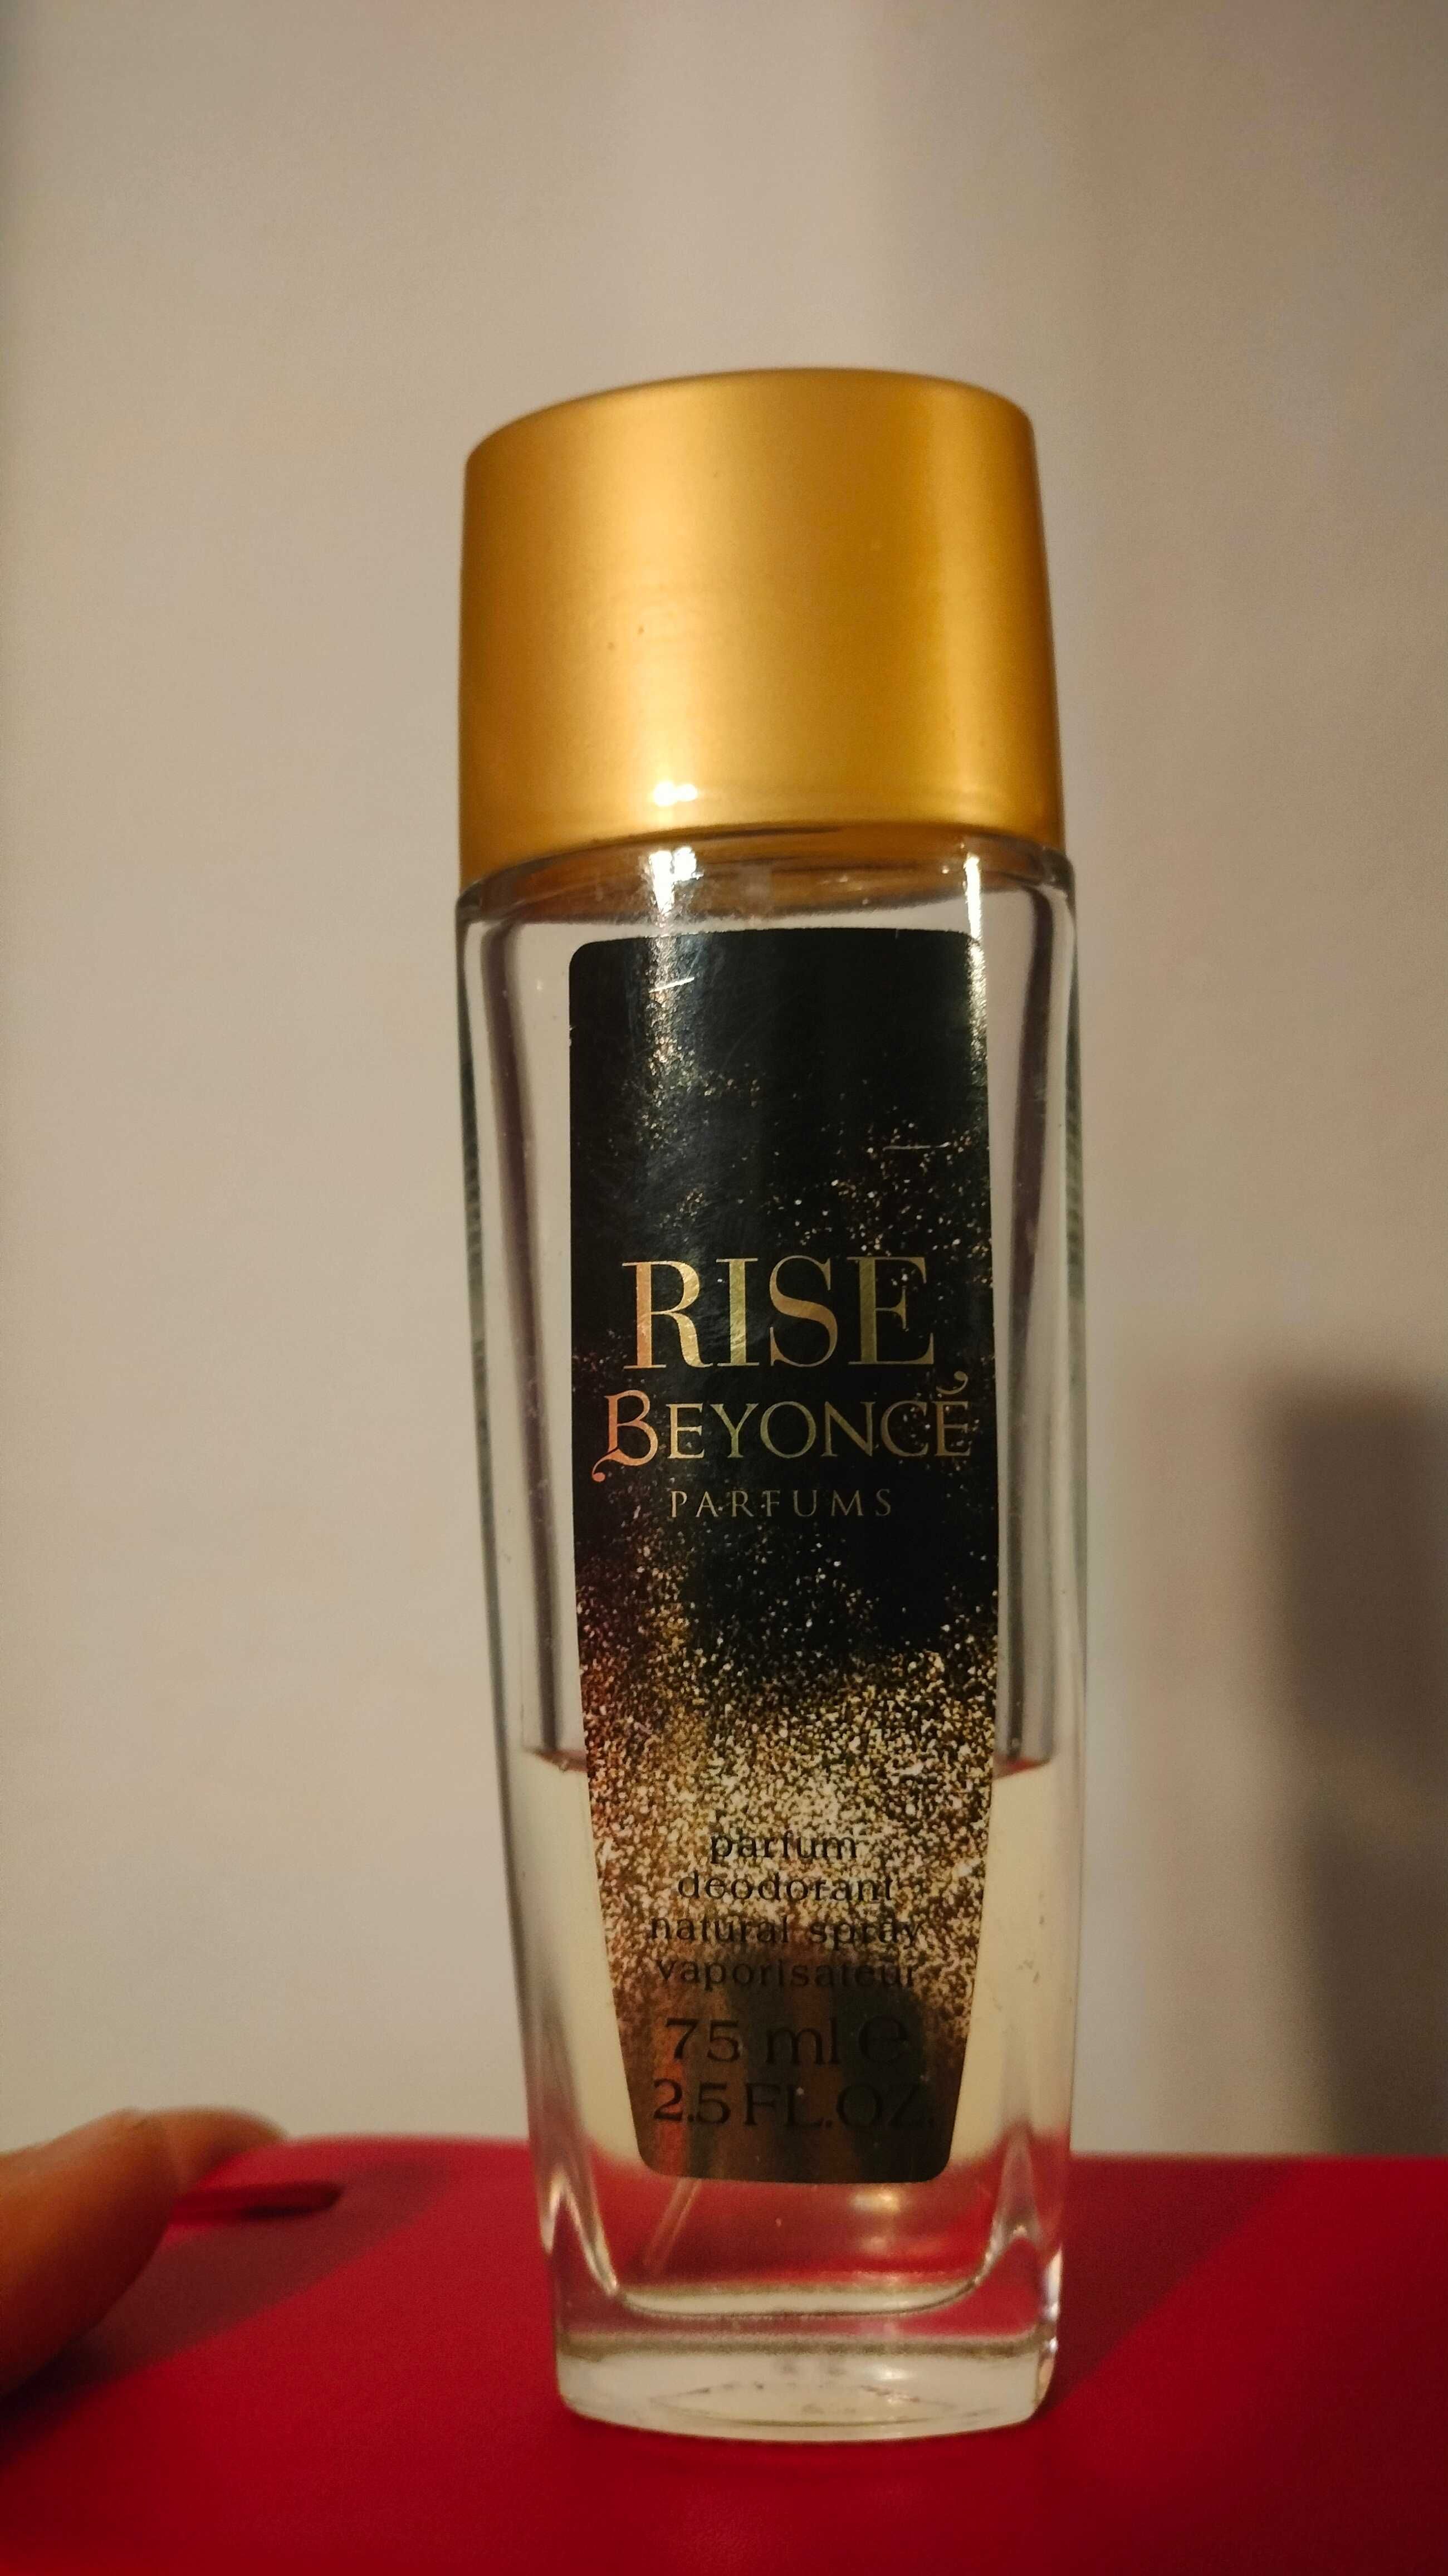 RISE
BEYONCÉ
PARFUMS
parfum
deodorant
natural spray
vaporisateur
75 ml e
2.5 FL.OZ.